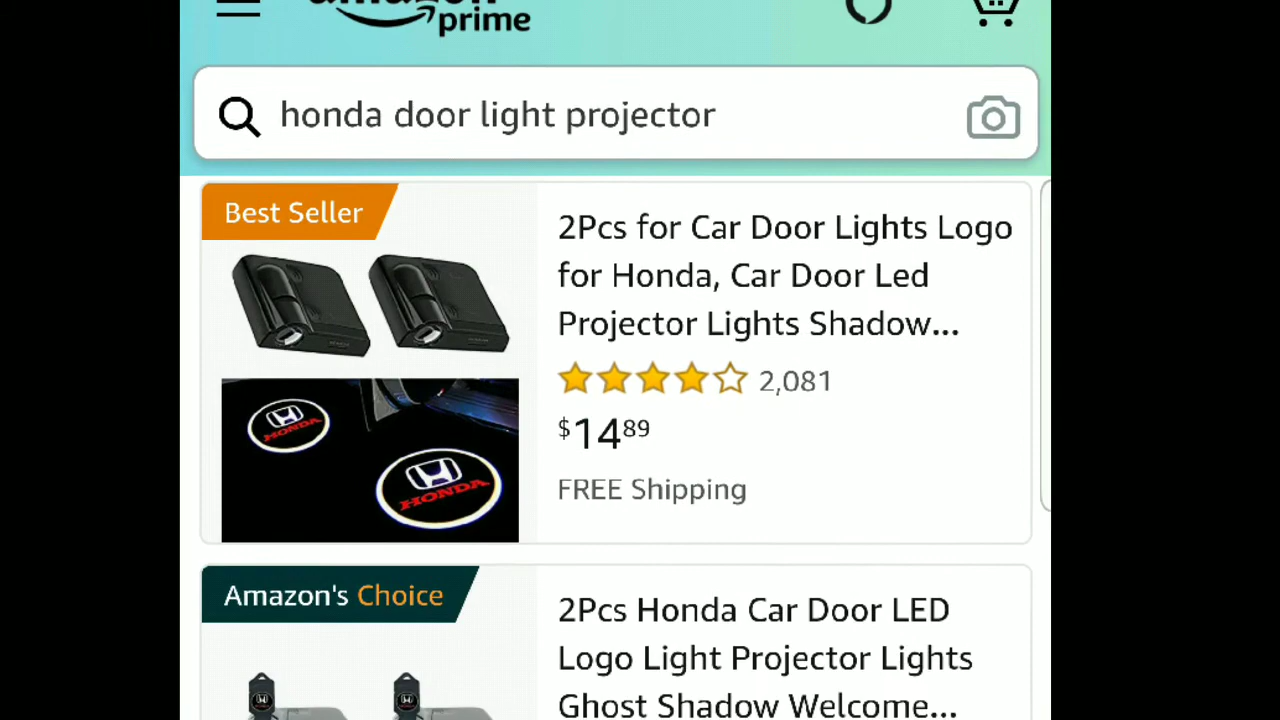 amazon
prime
honda door light projector
Best Seller
2Pcs for Car Door Lights Logo
for Honda, Car Door Led
Projector Lights Shadow...
2,081
$14 89
FREE Shipping
HONDA
HONDA
Amazon's Choice
2Pcs Honda Car Door LED
Logo Light Projector Lights
Ghost Shadow Welcome...